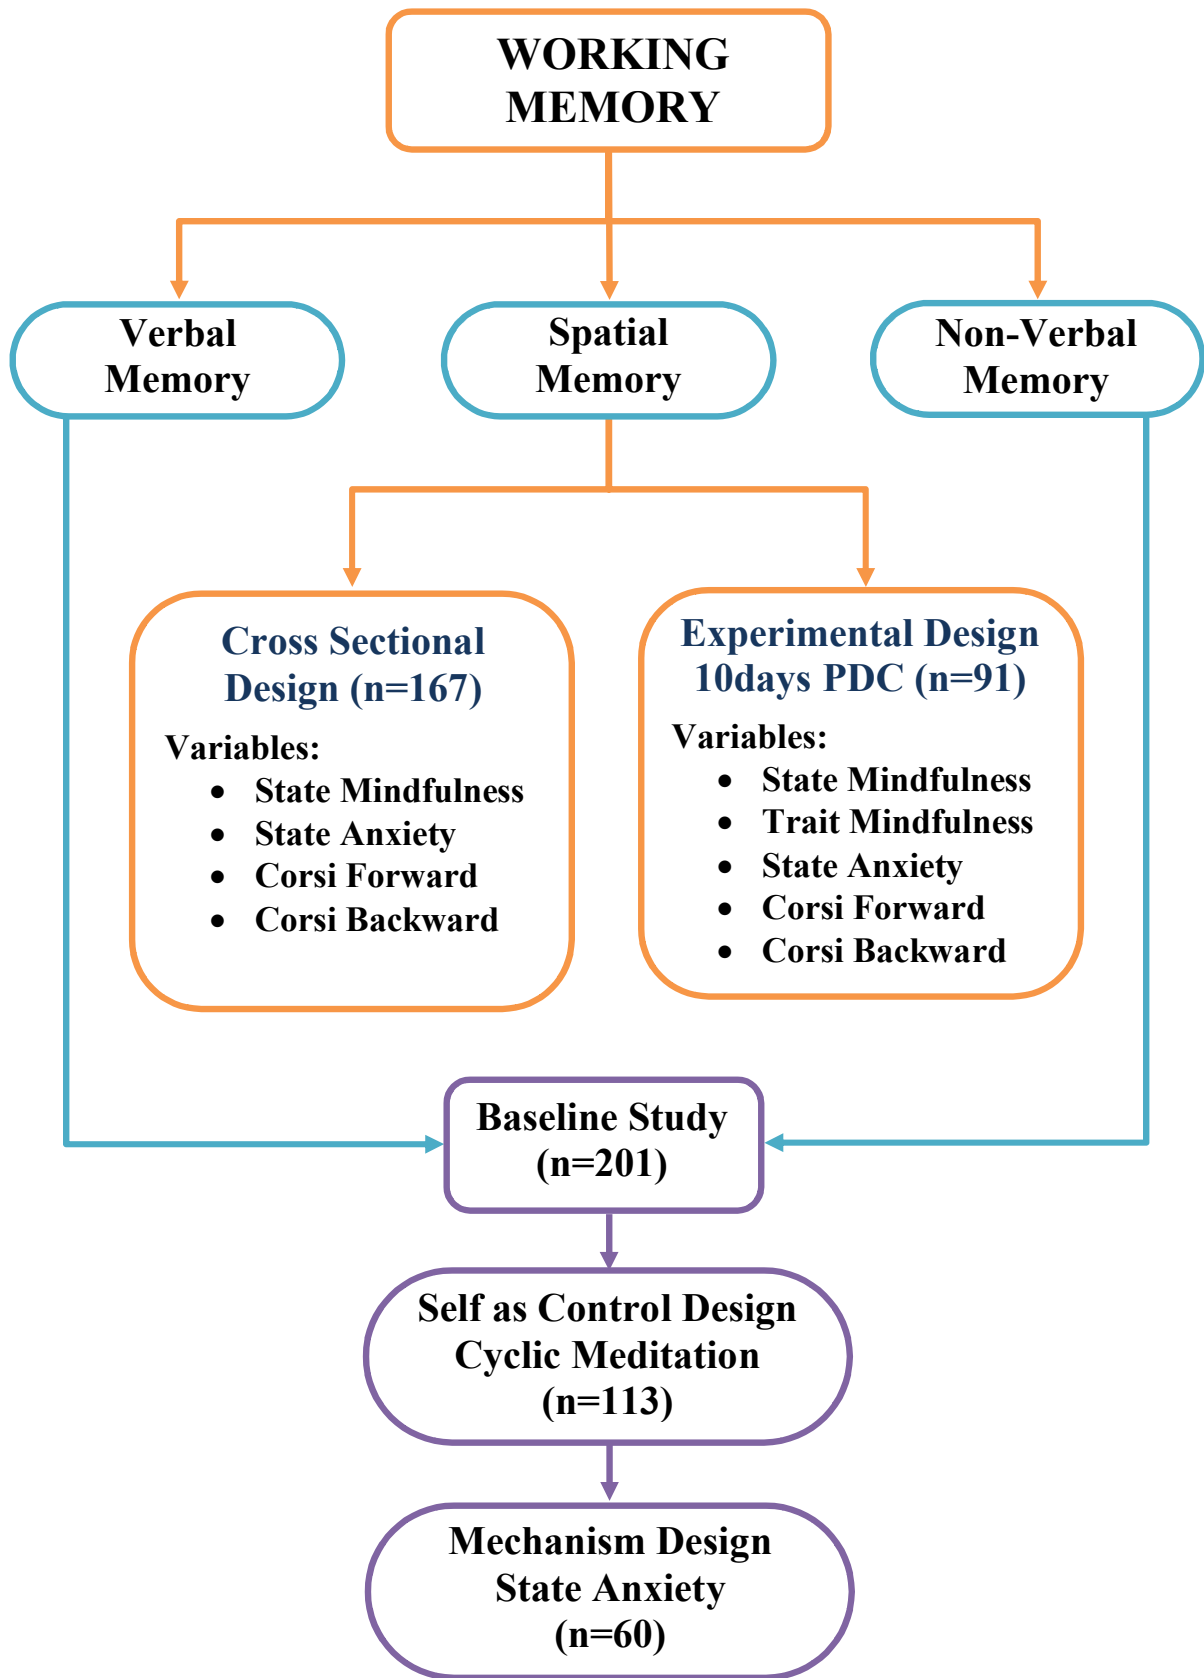 WORKING
MEMORY
Verbal
Memory
Spatial
Memory
Non-Verbal
Memory
Cross Sectional
Design (n=167)
Variables:
• State Mindfulness
• State Anxiety
• Corsi Forward
• Corsi Backward
Experimental Design
10days PDC (n=91)
Variables:
• State Mindfulness
• Trait Mindfulness
• State Anxiety
• Corsi Forward
• Corsi Backward
Baseline Study
(n=201)
Self as Control Design
Cyclic Meditation
(n=113)
Mechanism Design
State Anxiety
(n=60)